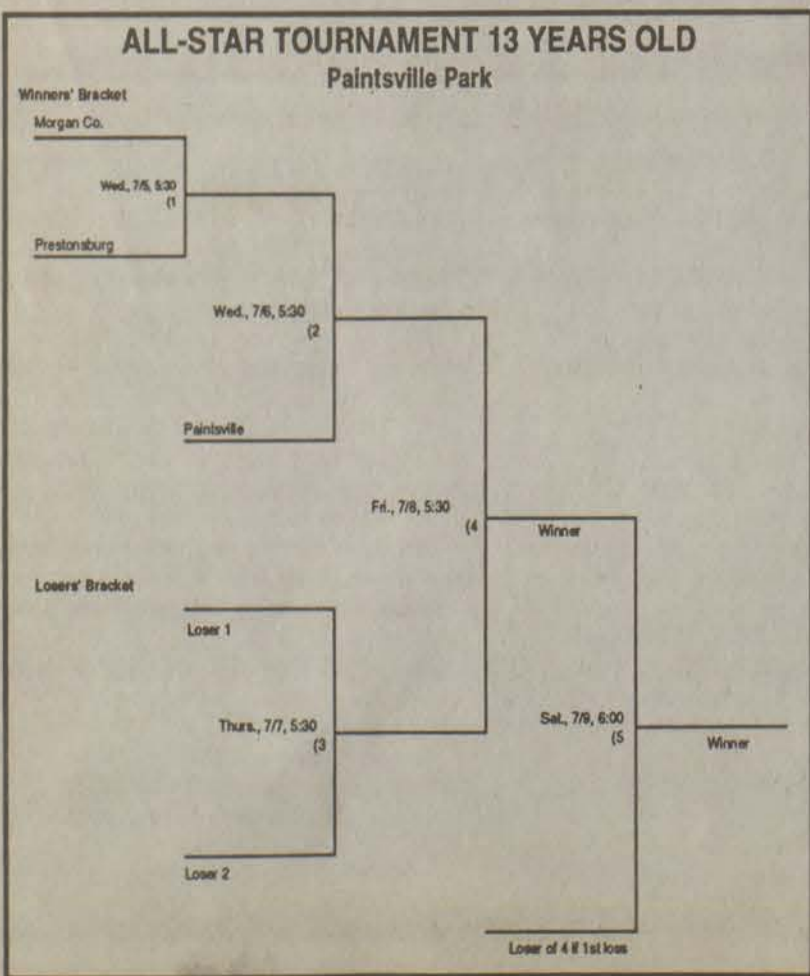 ALL-STAR TOURNAMENT 13 YEARS OLD
Paintsville Park
Winners' Bracket
Morgan Co.
Wed., 7/5, 5:30
(1
Prestonsburg
Wed., 7/6, 5:30
(2
Paintsville
Fri., 7/8, 5:30
(4
Winner
Losers' Bracket
Loser 1
Thurs., 7/7, 5:30
(3
Sat., 7/9, 6:00
(5
Winner
Loser 2
Loser of 4 if 1st loss